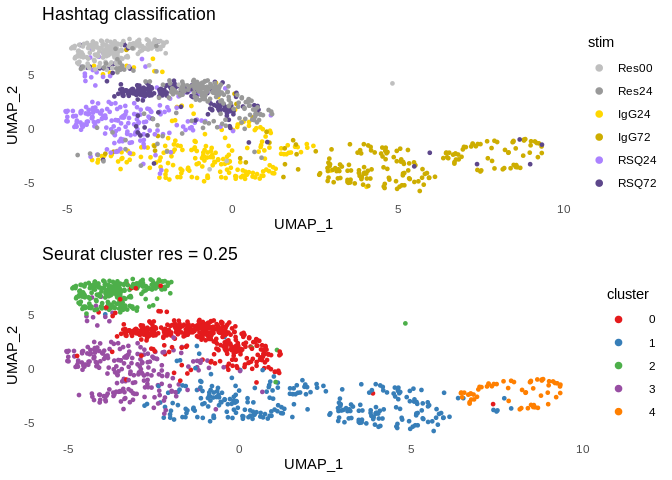 Hashtag classification
UMAP_2
5
0
-5
-5
0
5
10
UMAP_1
stim
Res00
Res24
IgG24
IgG72
RSQ24
RSQ72
Seurat cluster res = 0.25
UMAP_2
5
0
-5
-5
0
5
10
UMAP_1
cluster
0
1
2
3
4